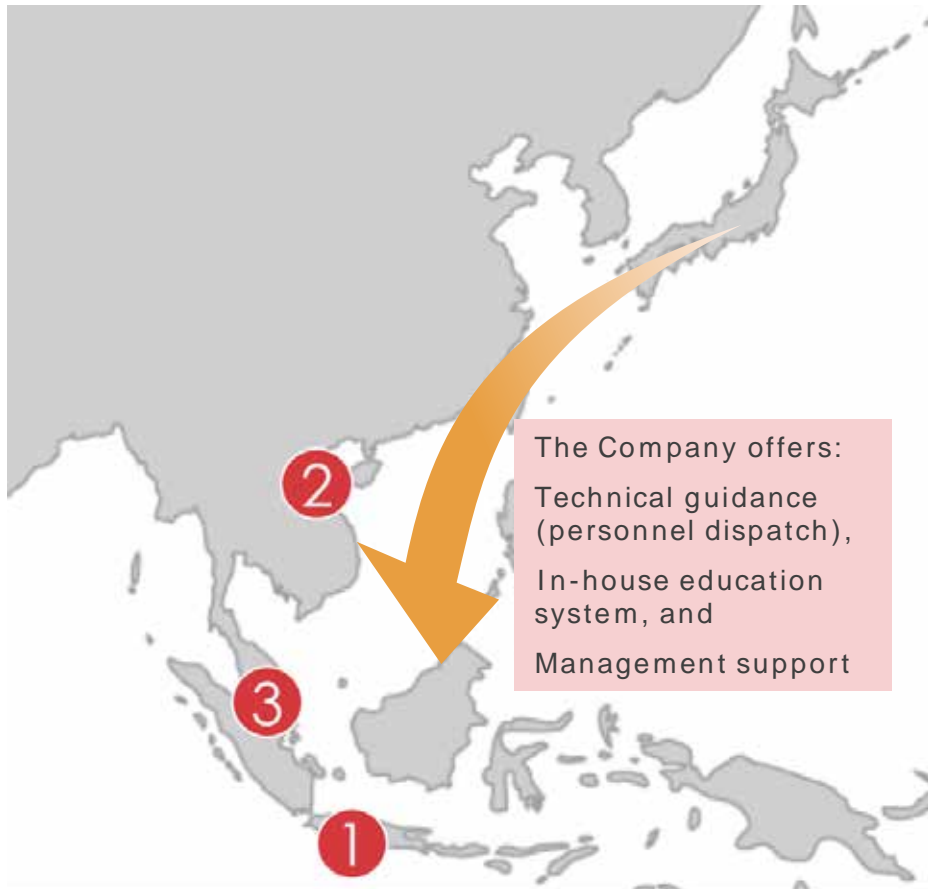 The Company offers:
Technical guidance
(personnel dispatch),
In-house education
system, and
Management support
2
3
1